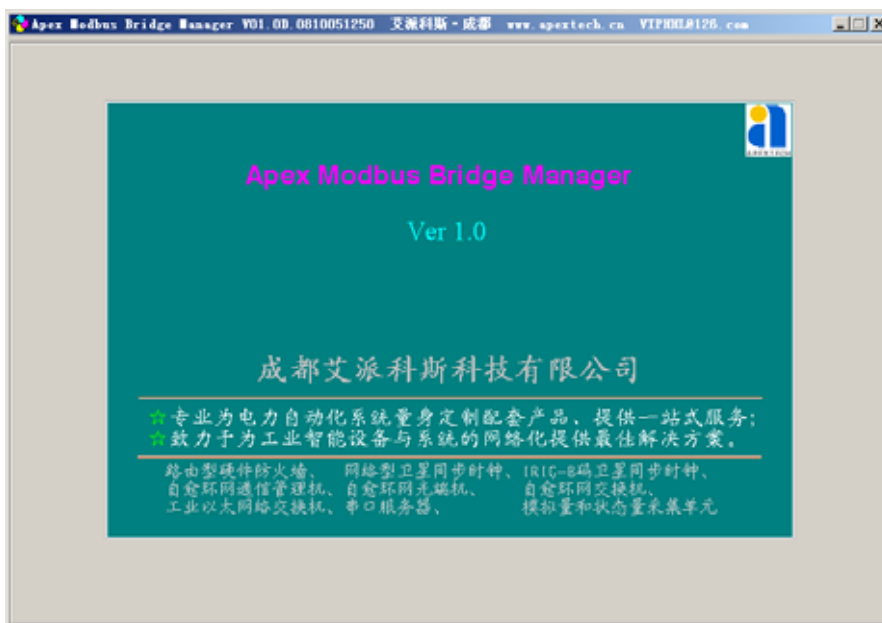 Apex Modbus Bridge Manager V01.0D.0810051250 艾派科斯·成都 www.apextech.cn VIPHXL@126.com
Apex Modbus Bridge Manager
Ver 1.0
成都艾派科斯科技有限公司
☆专业为电力自动化系统量身定制配套产品、提供一站式服务;
☆致力于为工业智能设备与系统的网络化提供最佳解决方案。
路由型硬件防火墙、 网络型卫星同步时钟、IRIG-B码卫星同步时钟、
自愈环网通信管理机、自愈环网光端机、 自愈环网交换机、
工业以太网络交换机、串口服务器、 模拟量和状态量采集单元